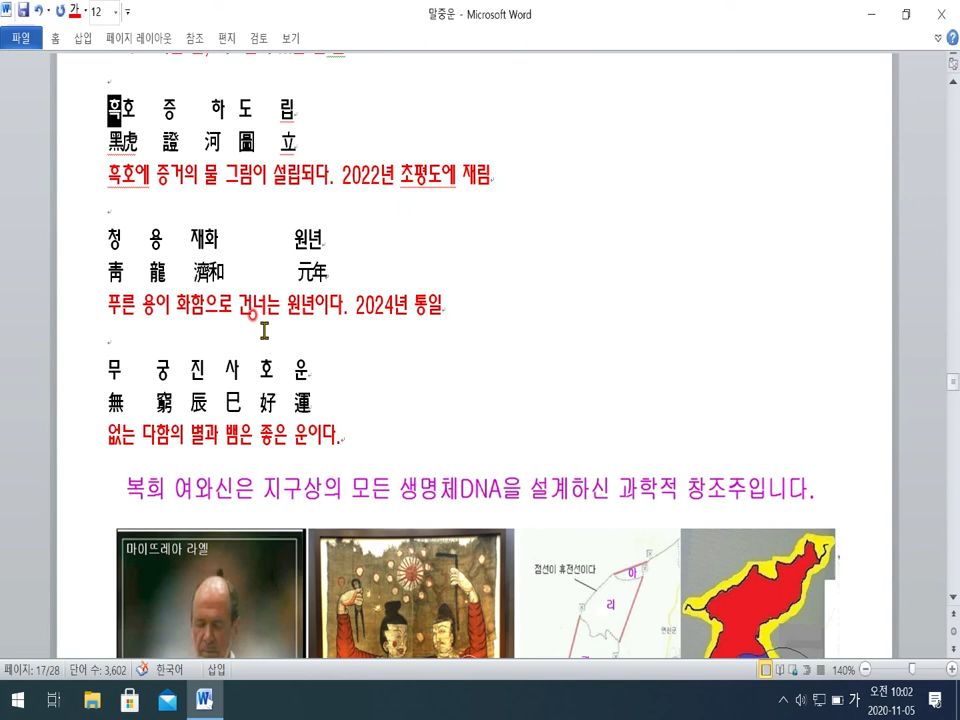 말중운 - Microsoft Word
가 12
파일 홈 삽입 페이지 레이아웃 참조 편지 검토 보기
흑호 증 하 도 립
黑虎 證 河 圖 立
흑호에 증거의 물 그림이 설립되다. 2022년 초평도에 재림
청 용 재화 원년
靑 龍 濟和 元年
푸른 용이 화합으로 건너는 원년이다. 2024년 통일
무 궁 진 사 호 운
無 窮 辰 巳 好 運
없는 다함의 별과 뱀은 좋은 운이다.
복희 여와신은 지구상의 모든 생명체DNA을 설계하신 과학적 창조주입니다.
마이뜨레아 라엘
점선이 휴전선이다
아
리
연천군
페이지: 17/28 단어 수: 3,602 한국어 삽입 140%
가 오전 10:02
2020-11-05